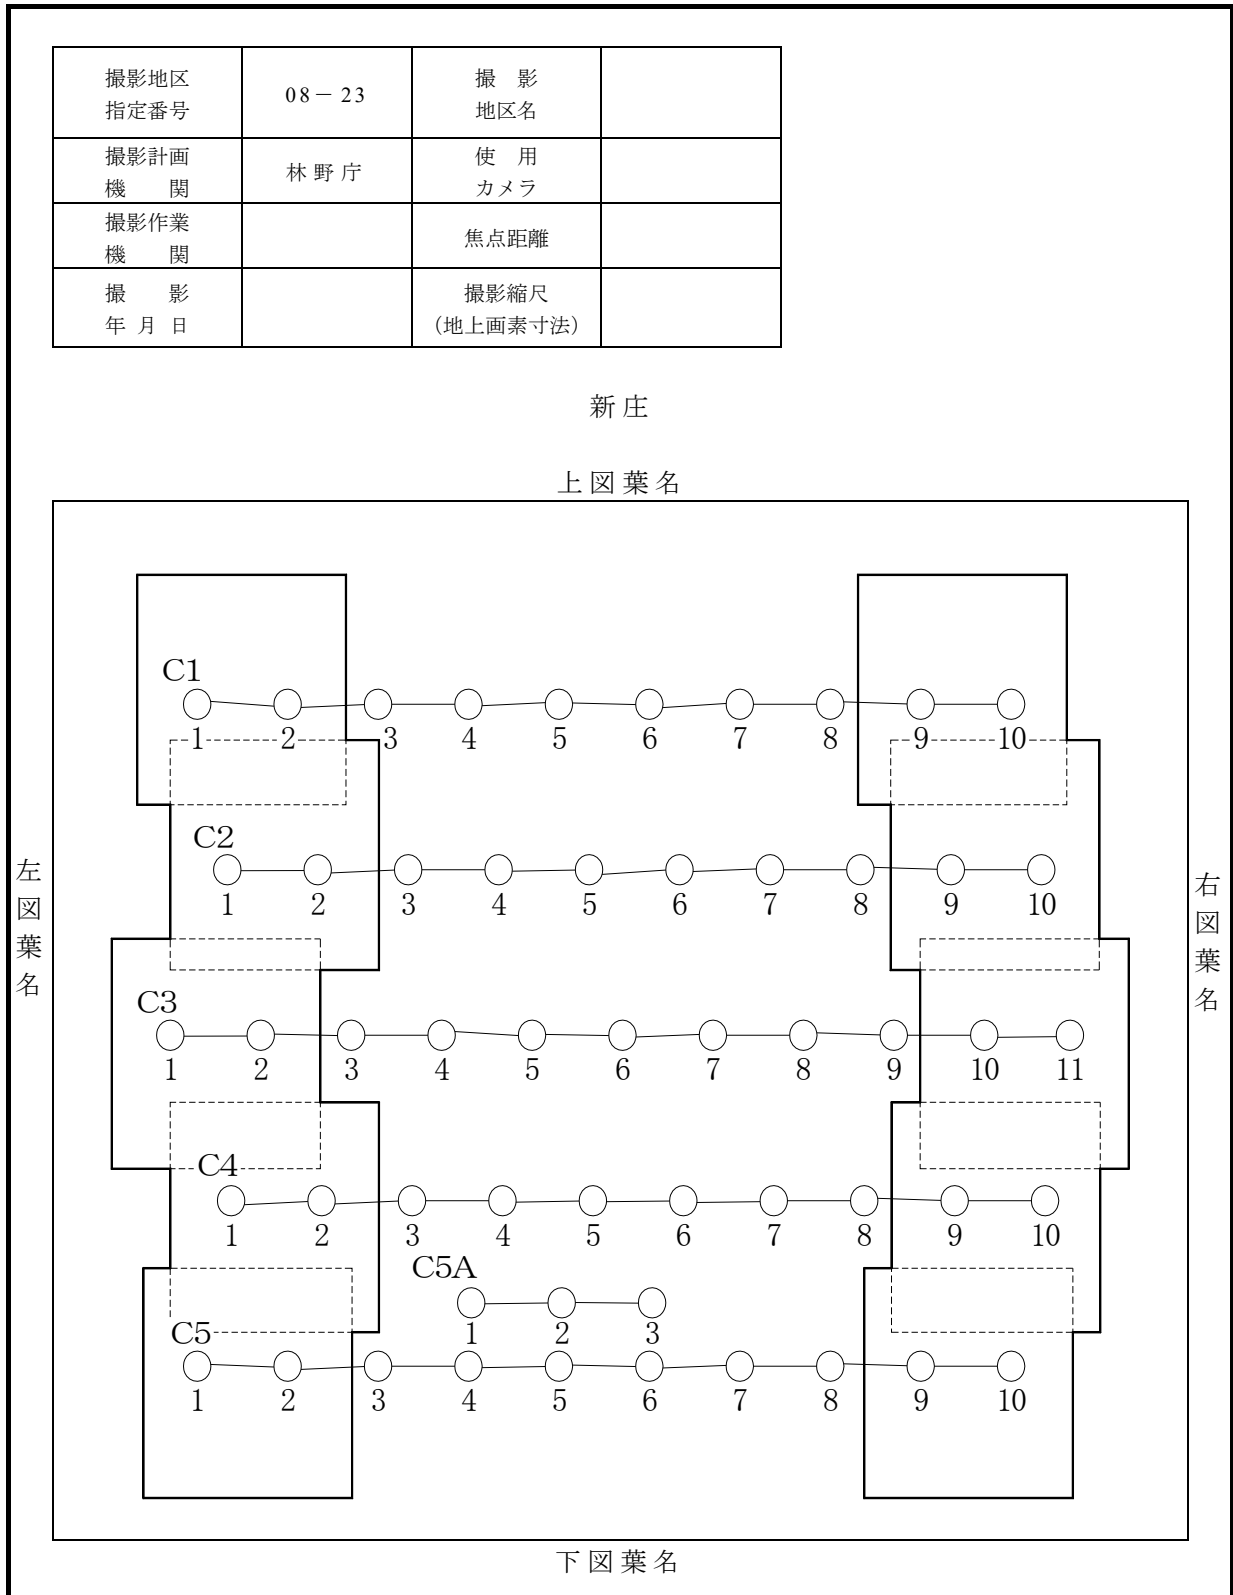 撮影地区
指定番号
08－23
撮　影
地区名
撮影計画
機　　関
林 野 庁
使　用
カメラ
撮影作業
機　　関
焦点距離
撮　　影
年 月 日
撮影縮尺
（地上画素寸法）
新 庄
上 図 葉 名
左図葉名
右図葉名
C1
1 2 3 4 5 6 7 8 9 10
C2
1 2 3 4 5 6 7 8 9 10
C3
1 2 3 4 5 6 7 8 9 10 11
C4
1 2 3 4 5 6 7 8 9 10
C5A
1 2 3
C5
1 2 3 4 5 6 7 8 9 10
下 図 葉 名